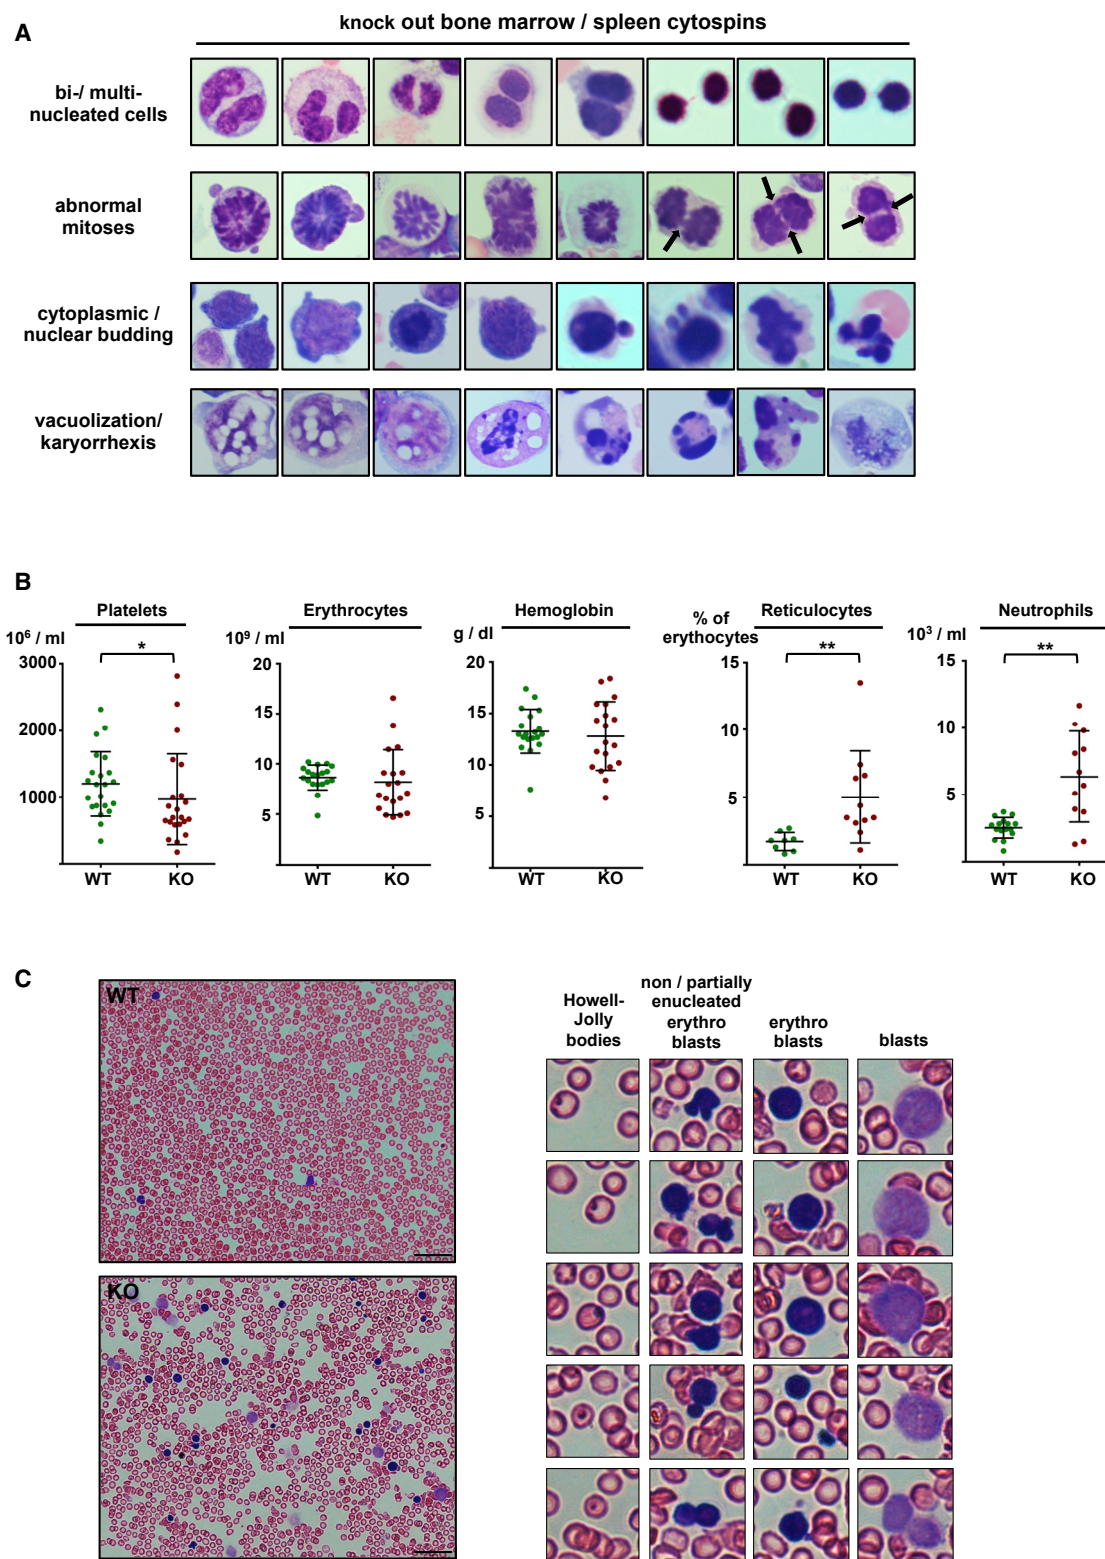 A
knock out bone marrow / spleen cytospins
bi-/ multi-
nucleated cells
abnormal
mitoses
cytoplasmic /
nuclear budding
vacuolization/
karyorrhexis
B
Platelets
10⁶ / ml
*
3000
2000
1000
WT
KO
Erythrocytes
10⁹ / ml
20
15
10
5
WT
KO
Hemoglobin
g / dl
20
15
10
5
WT
KO
Reticulocytes
% of
erythocytes
**
15
10
5
WT
KO
Neutrophils
10³ / ml
**
15
10
5
WT
KO
C
WT
KO
Howell-
Jolly
bodies
non / partially
enucleated
erythro
blasts
erythro
blasts
blasts